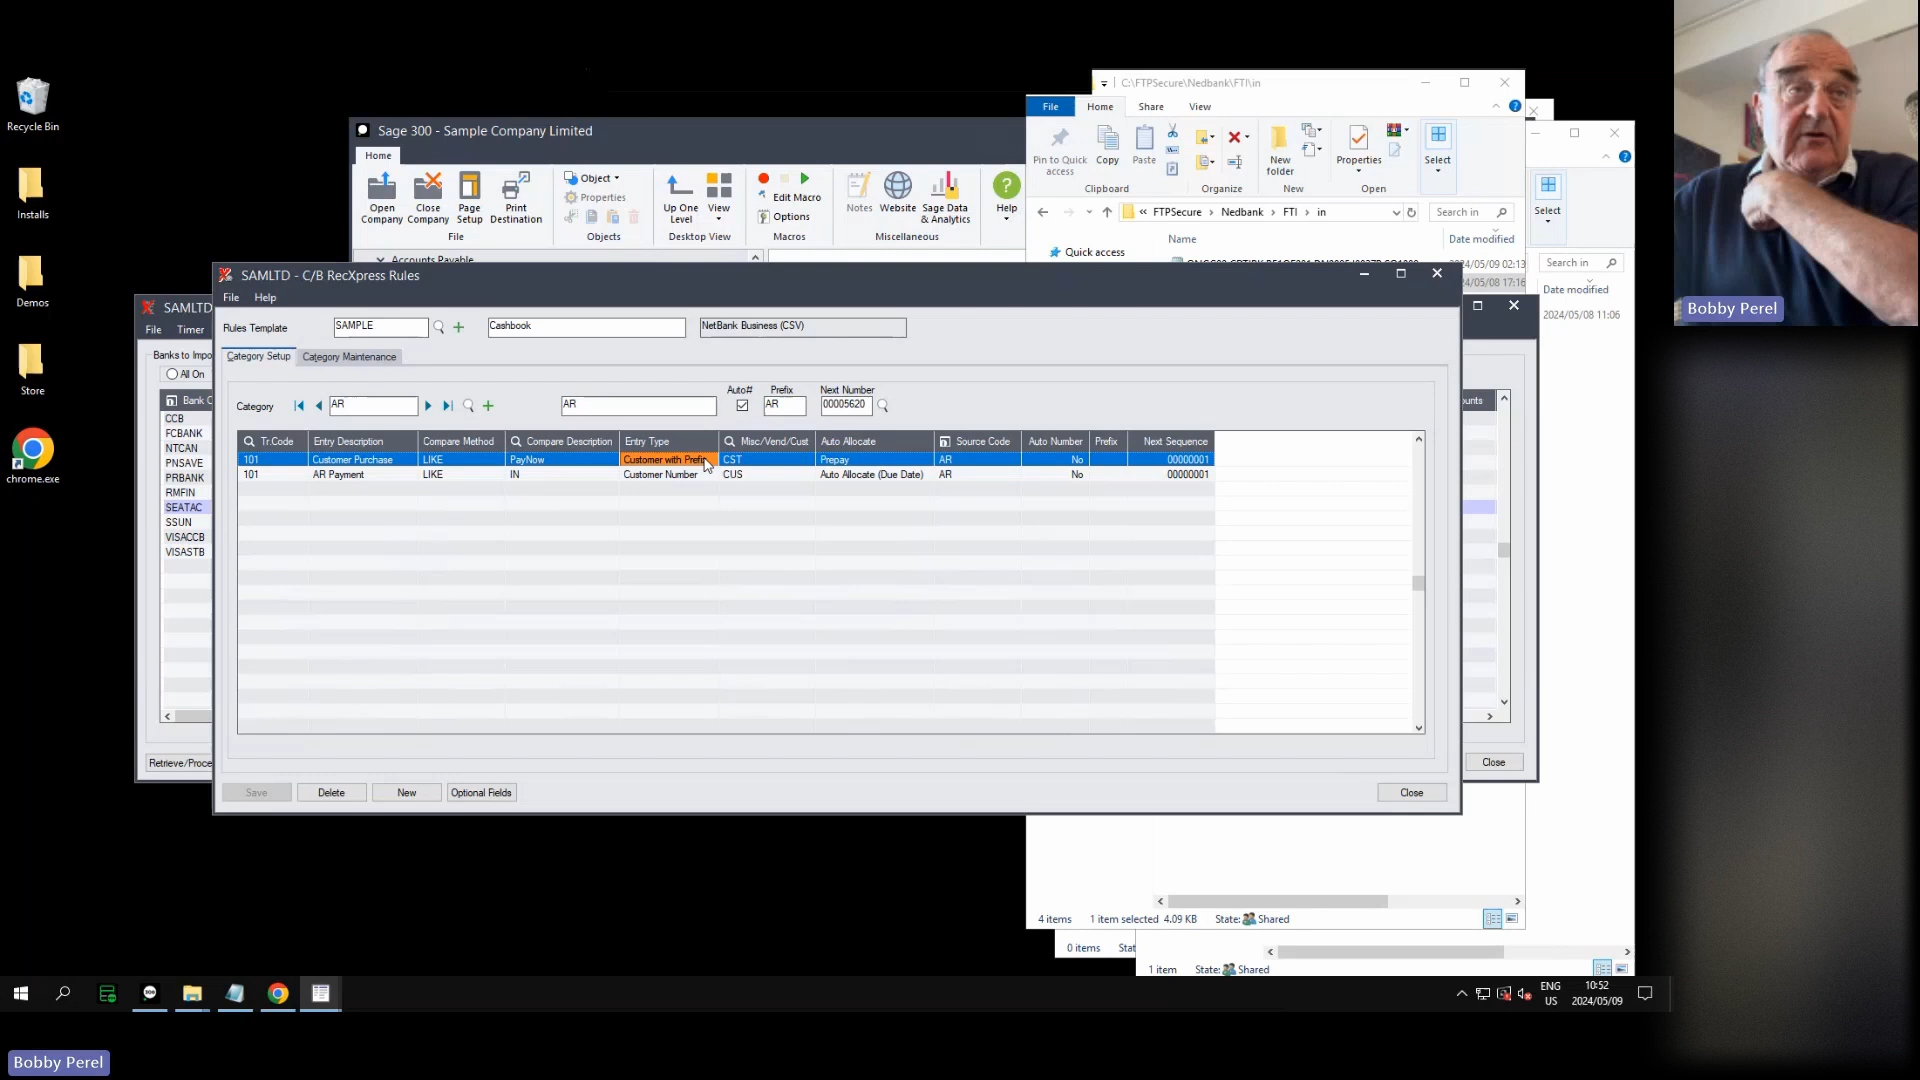 Recycle Bin
Installs
Demos
Store
chrome.exe
Sage 300 - Sample Company Limited
Home
Open Company
Close Company
Page Setup
Print Destination
File
Object
Properties
Objects
Up One Level
View
Desktop View
Edit Macro
Options
Macros
Notes
Website
Sage Data & Analytics
Miscellaneous
Help
Accounts Payable
C:\FTPSecure\Nedbank\FTI\in
File Home Share View
Pin to Quick access
Copy
Paste
Clipboard
Organize
New folder
New
Properties
Open
Select
Select
« FTPSecure > Nedbank > FTI > in
Search in
Name
Date modified
Quick access
2024/05/09 02:13
17:16
Search in
Date modified
2024/05/08 11:06
Bobby Perel
SAMLTD
File Timer
Banks to Impo
All On
Bank C
CCB
FCBANK
NTCAN
PNSAVE
PRBANK
RMFIN
SEATAC
SSUN
VISACCB
VISASTB
Retrieve/Proce
unts
Close
SAMLTD - C/B RecXpress Rules
File Help
Rules Template SAMPLE Cashbook NetBank Business (CSV)
Category Setup Category Maintenance
Auto# Prefix Next Number
Category AR AR AR 00005620
Tr.Code Entry Description Compare Method Compare Description Entry Type Misc/Vend/Cust Auto Allocate Source Code Auto Number Prefix Next Sequence
101 Customer Purchase LIKE PayNow Customer with Prefix CST Prepay AR No 00000001
101 AR Payment LIKE IN Customer Number CUS Auto Allocate (Due Date) AR No 00000001
Save Delete New Optional Fields Close
4 items 1 item selected 4.09 KB State: Shared
0 items Stat
1 item State: Shared
ENG
US
10:52
2024/05/09
Bobby Perel